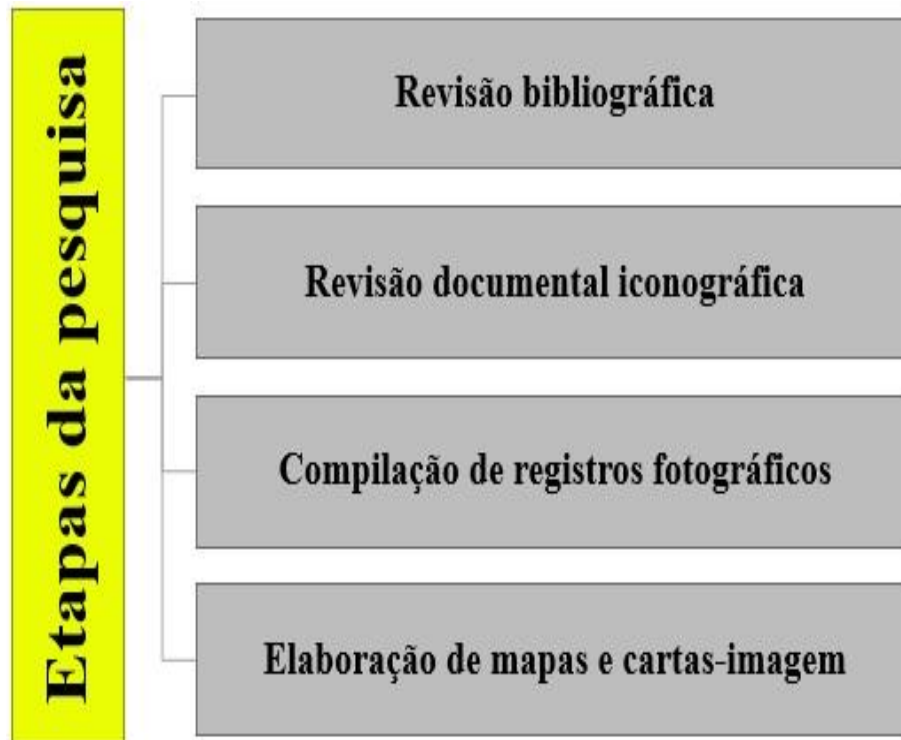 Etapas da pesquisa
Revisão bibliográfica
Revisão documental iconográfica
Compilação de registros fotográficos
Elaboração de mapas e cartas-imagem